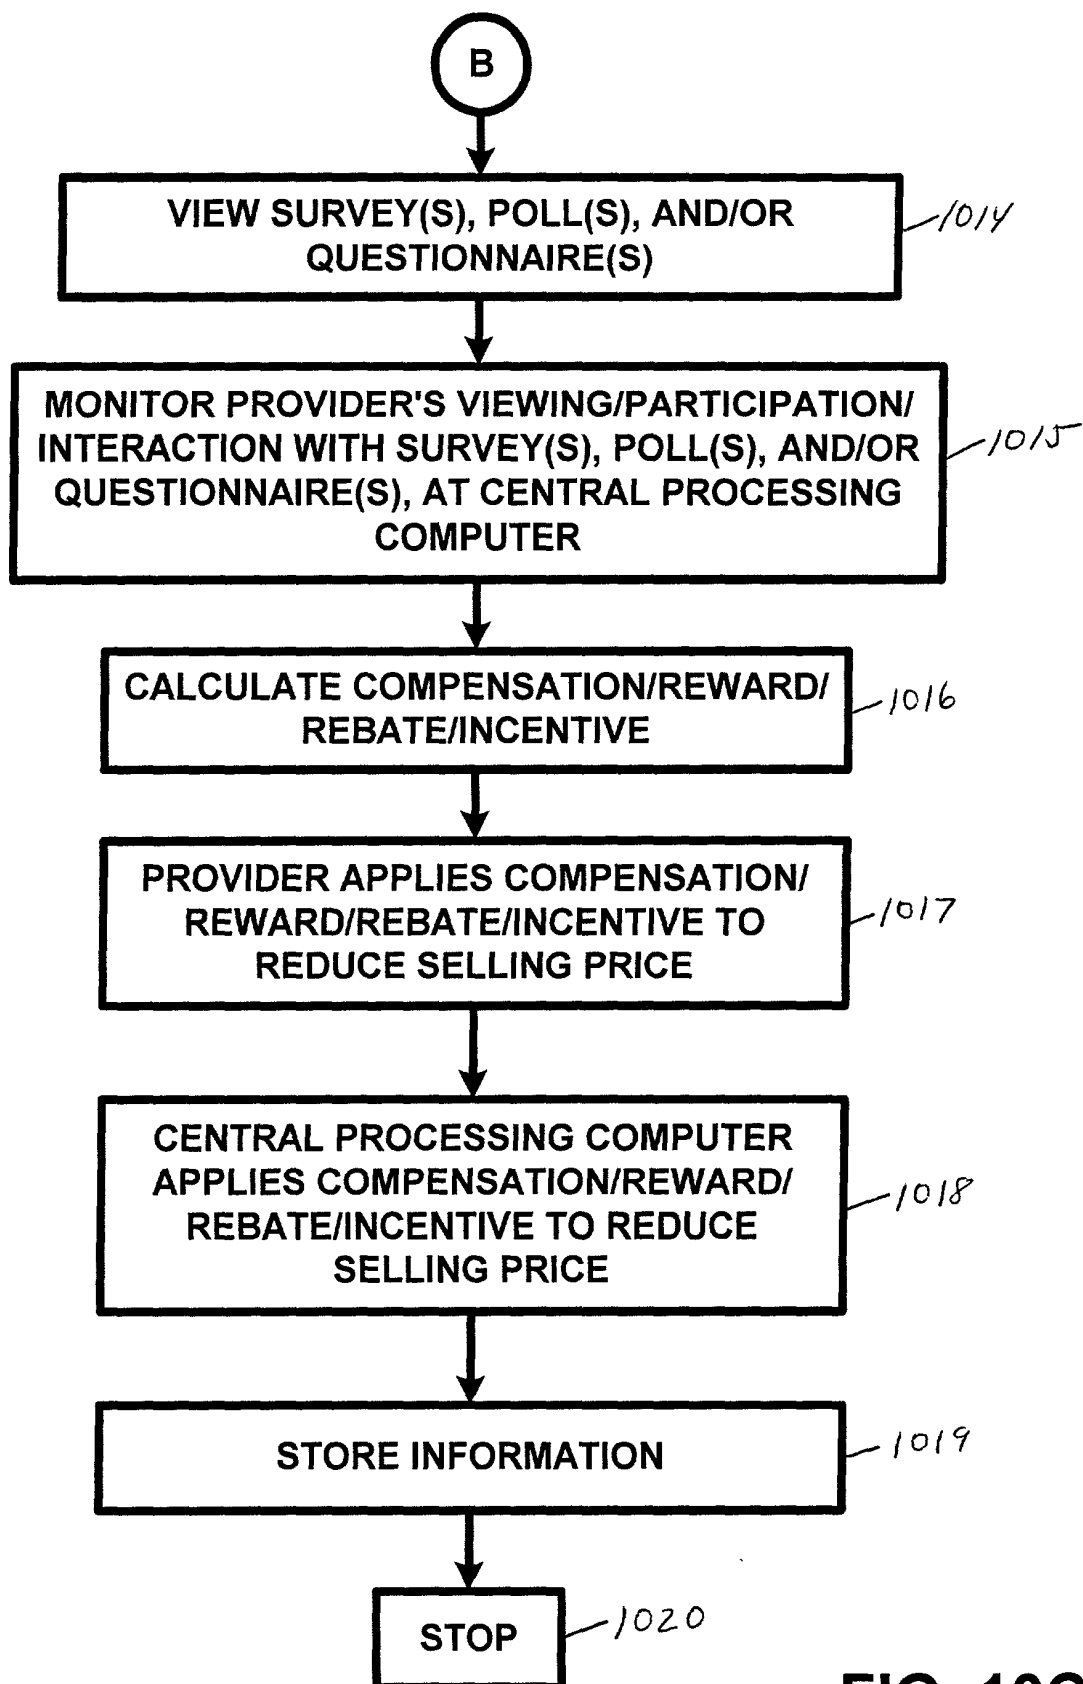 B
VIEW SURVEY(S), POLL(S), AND/OR
QUESTIONNAIRE(S)
1014
MONITOR PROVIDER'S VIEWING/PARTICIPATION/
INTERACTION WITH SURVEY(S), POLL(S), AND/OR
QUESTIONNAIRE(S), AT CENTRAL PROCESSING
COMPUTER
1015
CALCULATE COMPENSATION/REWARD/
REBATE/INCENTIVE
1016
PROVIDER APPLIES COMPENSATION/
REWARD/REBATE/INCENTIVE TO
REDUCE SELLING PRICE
1017
CENTRAL PROCESSING COMPUTER
APPLIES COMPENSATION/REWARD/
REBATE/INCENTIVE TO REDUCE
SELLING PRICE
1018
STORE INFORMATION
1019
STOP
1020